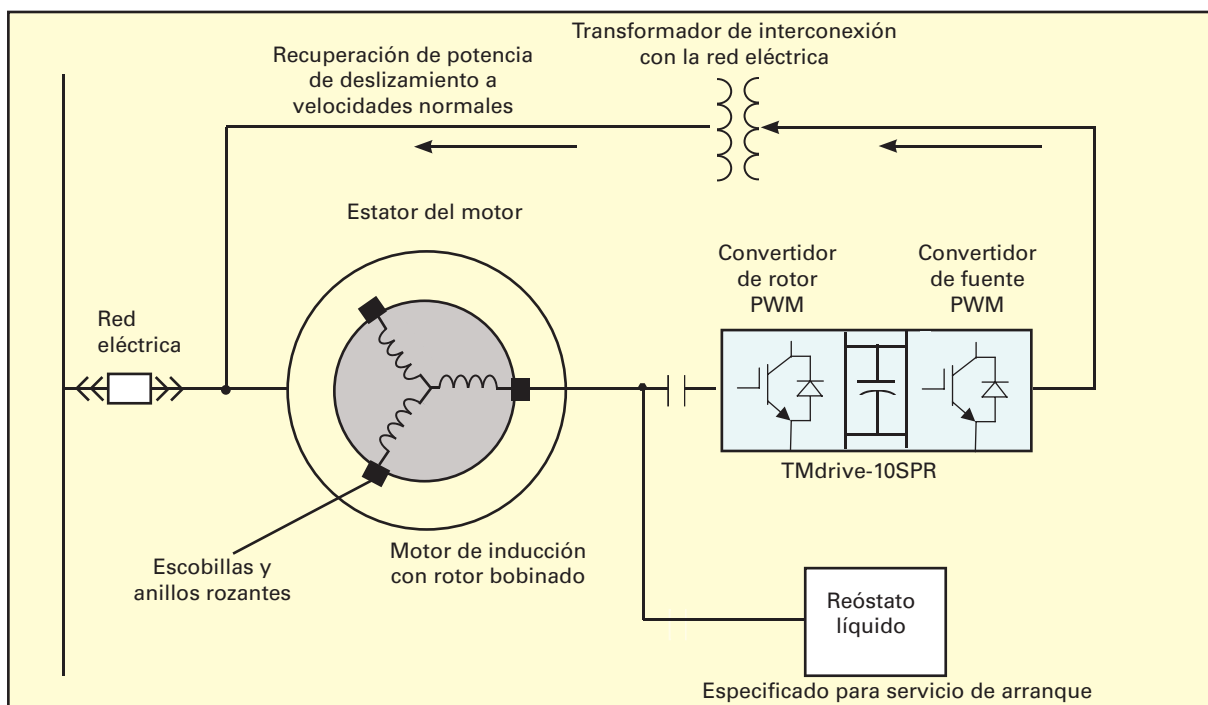 Transformador de interconexión
con la red eléctrica
Recuperación de potencia
de deslizamiento a
velocidades normales
Estator del motor
Convertidor
de rotor
PWM
Convertidor
de fuente
PWM
Red
eléctrica
TMdrive-10SPR
Escobillas y
anillos rozantes
Motor de inducción
con rotor bobinado
Reóstato
líquido
Especificado para servicio de arranque